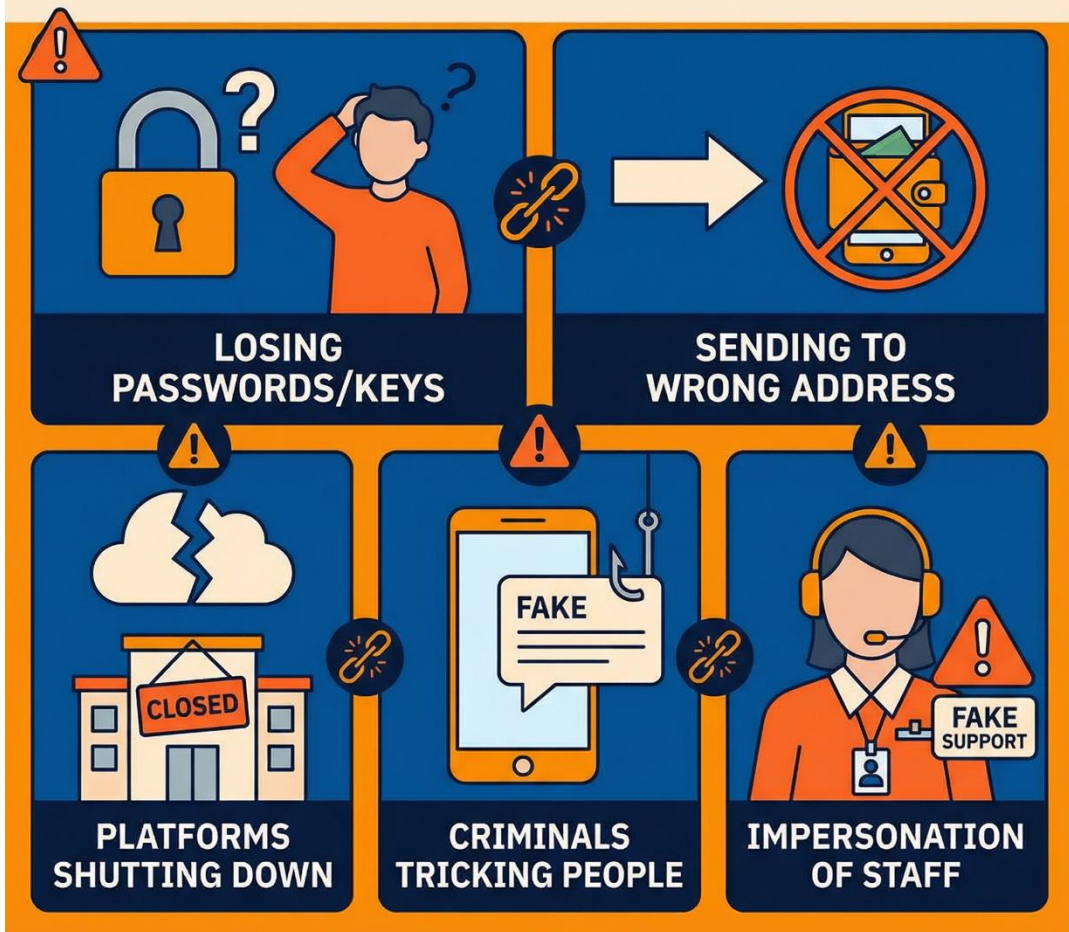 LOSING
PASSWORDS/KEYS
SENDING TO
WRONG ADDRESS
CLOSED
PLATFORMS
SHUTTING DOWN
FAKE
CRIMINALS
TRICKING PEOPLE
FAKE
SUPPORT
IMPERSONATION
OF STAFF